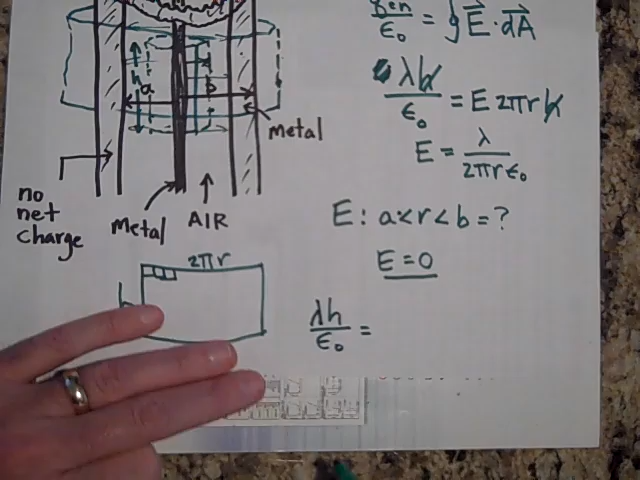 qen/ε₀ = ∮ E⃗ · dA⃗
λh/ε₀ = E 2πr h
E = λ/2πrε₀
h
a
b
metal
no
net
charge
Metal
AIR
E: a<r<b = ?
E = 0
2πr
h
λh/ε₀ =